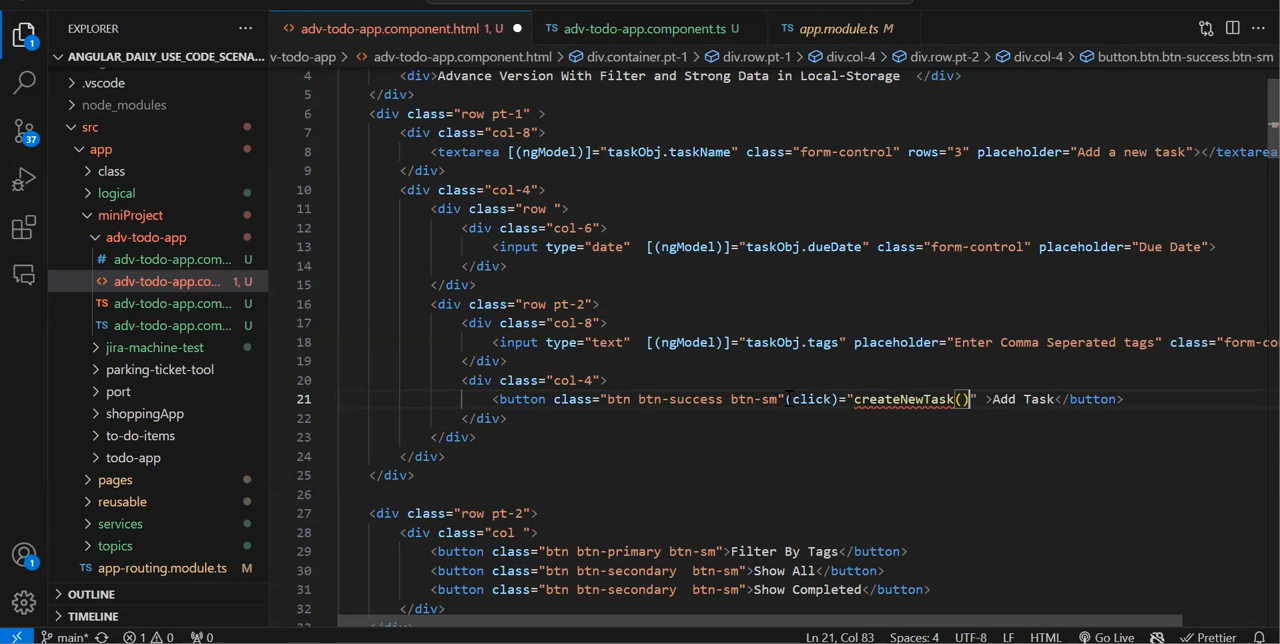 EXPLORER
ANGULAR_DAILY_USE_CODE_SCENA...
.vscode
node_modules
src
app
class
logical
miniProject
adv-todo-app
adv-todo-app.com... U
adv-todo-app.co... 1, U
adv-todo-app.com... U
adv-todo-app.com... U
jira-machine-test
parking-ticket-tool
port
shoppingApp
to-do-items
todo-app
pages
reusable
services
topics
TS app-routing.module.ts M
OUTLINE
TIMELINE
adv-todo-app.component.html 1, U
TS adv-todo-app.component.ts U
TS app.module.ts M
v-todo-app > adv-todo-app.component.html > div.container.pt-1 > div.row.pt-1 > div.col-4 > div.row.pt-2 > div.col-4 > button.btn.btn-success.btn-sm
4 <div>Advance Version With Filter and Strong Data in Local-Storage  </div>
5 </div>
6 <div class="row pt-1" >
7 <div class="col-8">
8 <textarea [(ngModel)]="taskObj.taskName" class="form-control" rows="3" placeholder="Add a new task"></textarea
9 </div>
10 <div class="col-4">
11 <div class="row ">
12 <div class="col-6">
13 <input type="date"  [(ngModel)]="taskObj.dueDate" class="form-control" placeholder="Due Date">
14 </div>
15 </div>
16 <div class="row pt-2">
17 <div class="col-8">
18 <input type="text"  [(ngModel)]="taskObj.tags" placeholder="Enter Comma Seperated tags" class="form-co
19 </div>
20 <div class="col-4">
21 <button class="btn btn-success btn-sm"(click)="createNewTask()" >Add Task</button>
22 </div>
23 </div>
24 </div>
25 </div>
26
27 <div class="row pt-2">
28 <div class="col ">
29 <button class="btn btn-primary btn-sm">Filter By Tags</button>
30 <button class="btn btn-secondary  btn-sm">Show All</button>
31 <button class="btn btn-secondary  btn-sm">Show Completed</button>
32 </div>
1
37
1
main* 1 0 0 Ln 21, Col 83 Spaces: 4 UTF-8 LF HTML Go Live Prettier